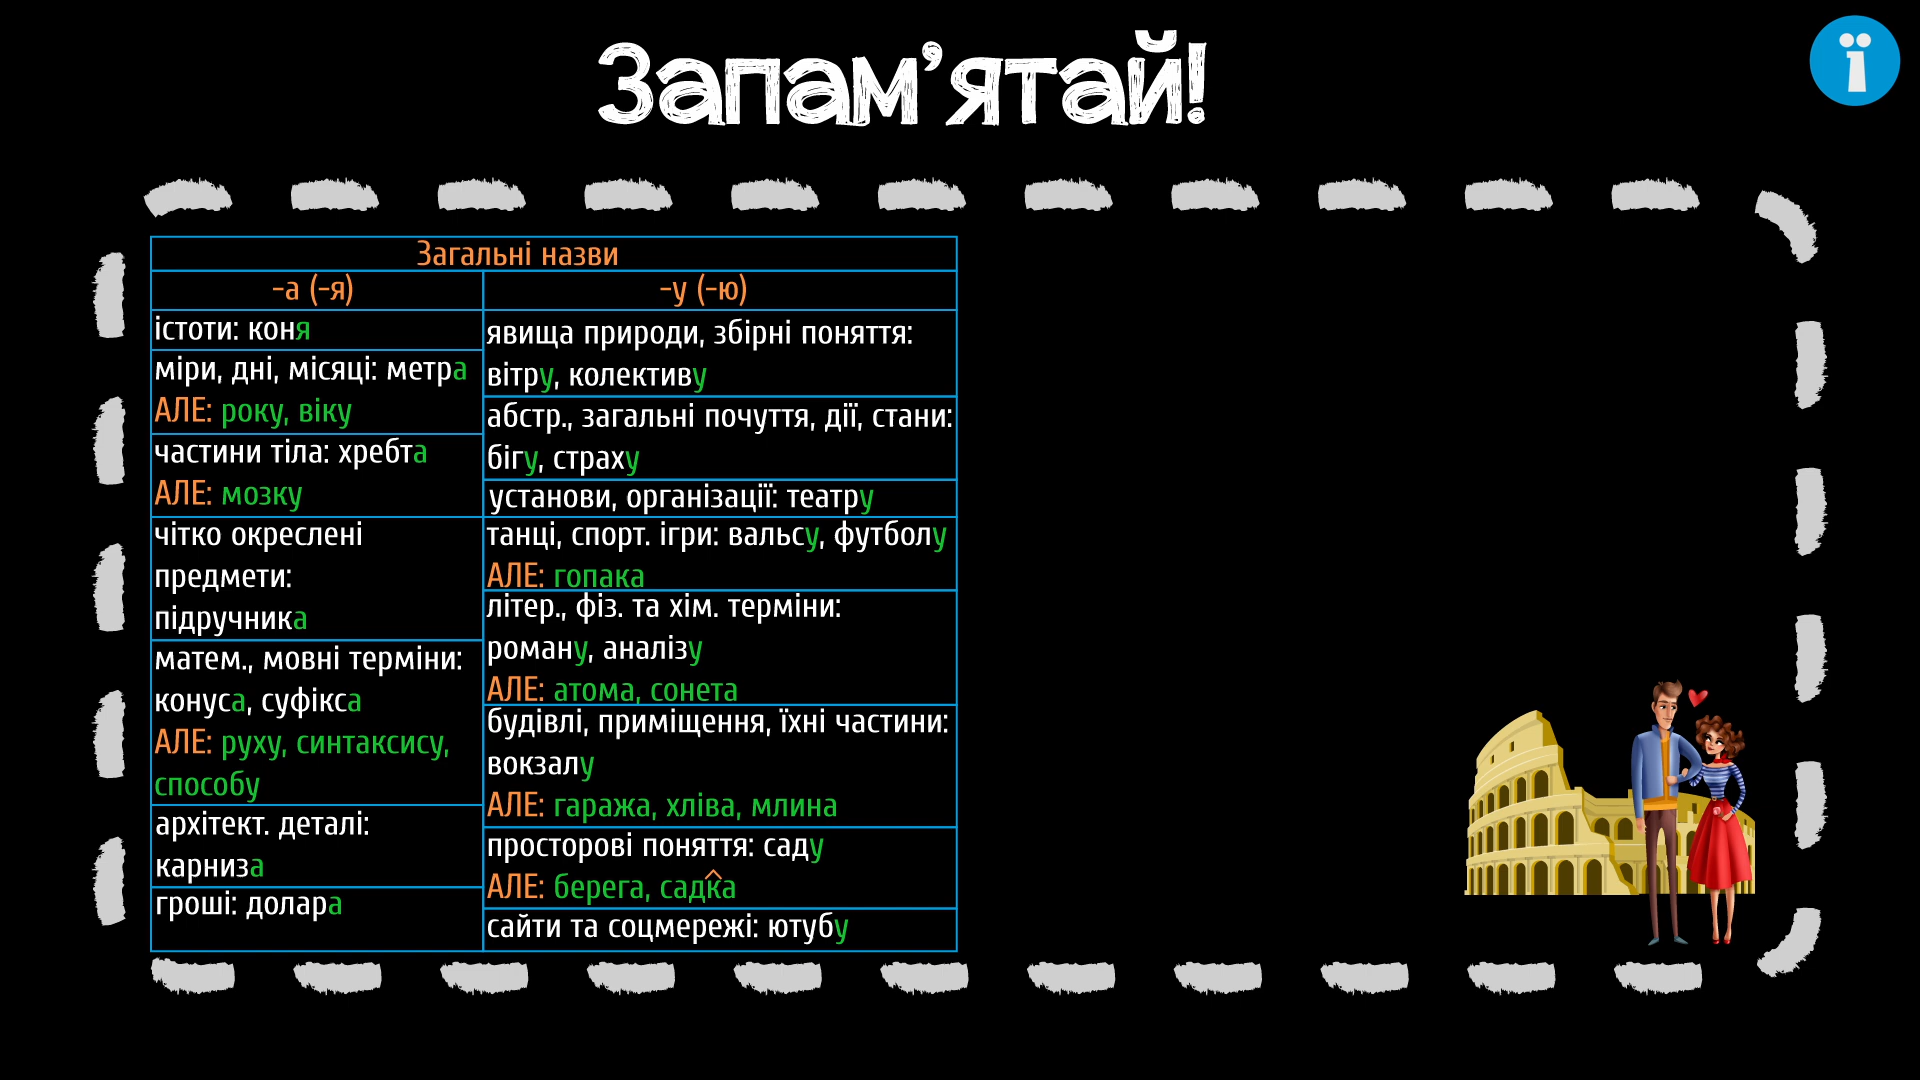 Запам’ятай!
ї
Загальні назви
-а (-я)
-у (-ю)
істоти: коня
міри, дні, місяці: метра
АЛЕ: року, віку
частини тіла: хребта
АЛЕ: мозку
чітко окреслені
предмети:
підручника
матем., мовні терміни:
конуса, суфікса
АЛЕ: руху, синтаксису,
способу
архітект. деталі:
карниза
гроші: долара
явища природи, збірні поняття:
вітру, колективу
абстр., загальні почуття, дії, стани:
бігу, страху
установи, організації: театру
танці, спорт. ігри: вальсу, футболу
АЛЕ: гопака
літер., фіз. та хім. терміни:
роману, аналізу
АЛЕ: атома, сонета
будівлі, приміщення, їхні частини:
вокзалу
АЛЕ: гаража, хліва, млина
просторові поняття: саду
АЛЕ: берега, садка
сайти та соцмережі: ютубу